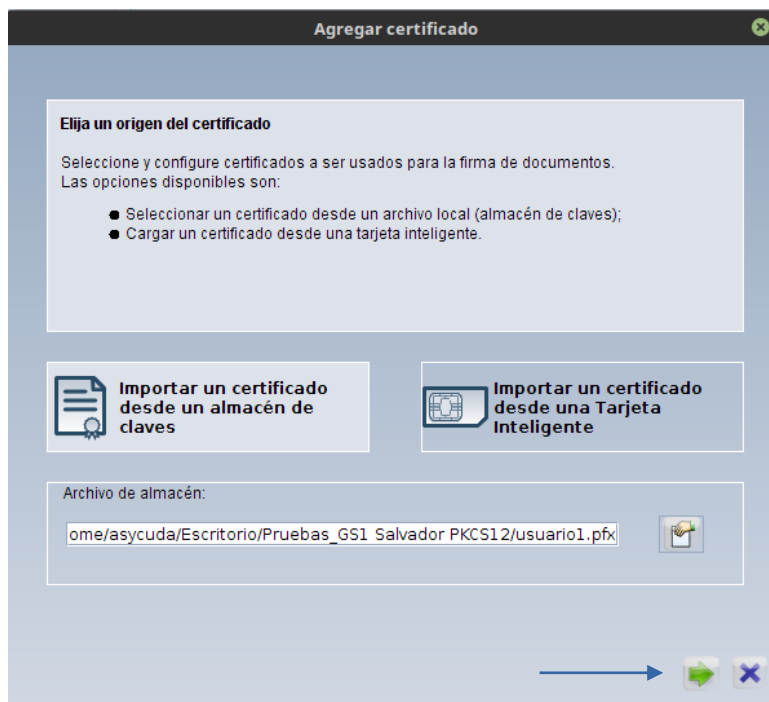 Agregar certificado
Elija un origen del certificado
Seleccione y configure certificados a ser usados para la firma de documentos.
Las opciones disponibles son:
● Seleccionar un certificado desde un archivo local (almacén de claves);
● Cargar un certificado desde una tarjeta inteligente.
Importar un certificado
desde un almacén de
claves
Importar un certificado
desde una Tarjeta
Inteligente
Archivo de almacén:
ome/asycuda/Escritorio/Pruebas_GS1 Salvador PKCS12/usuario1.pfx